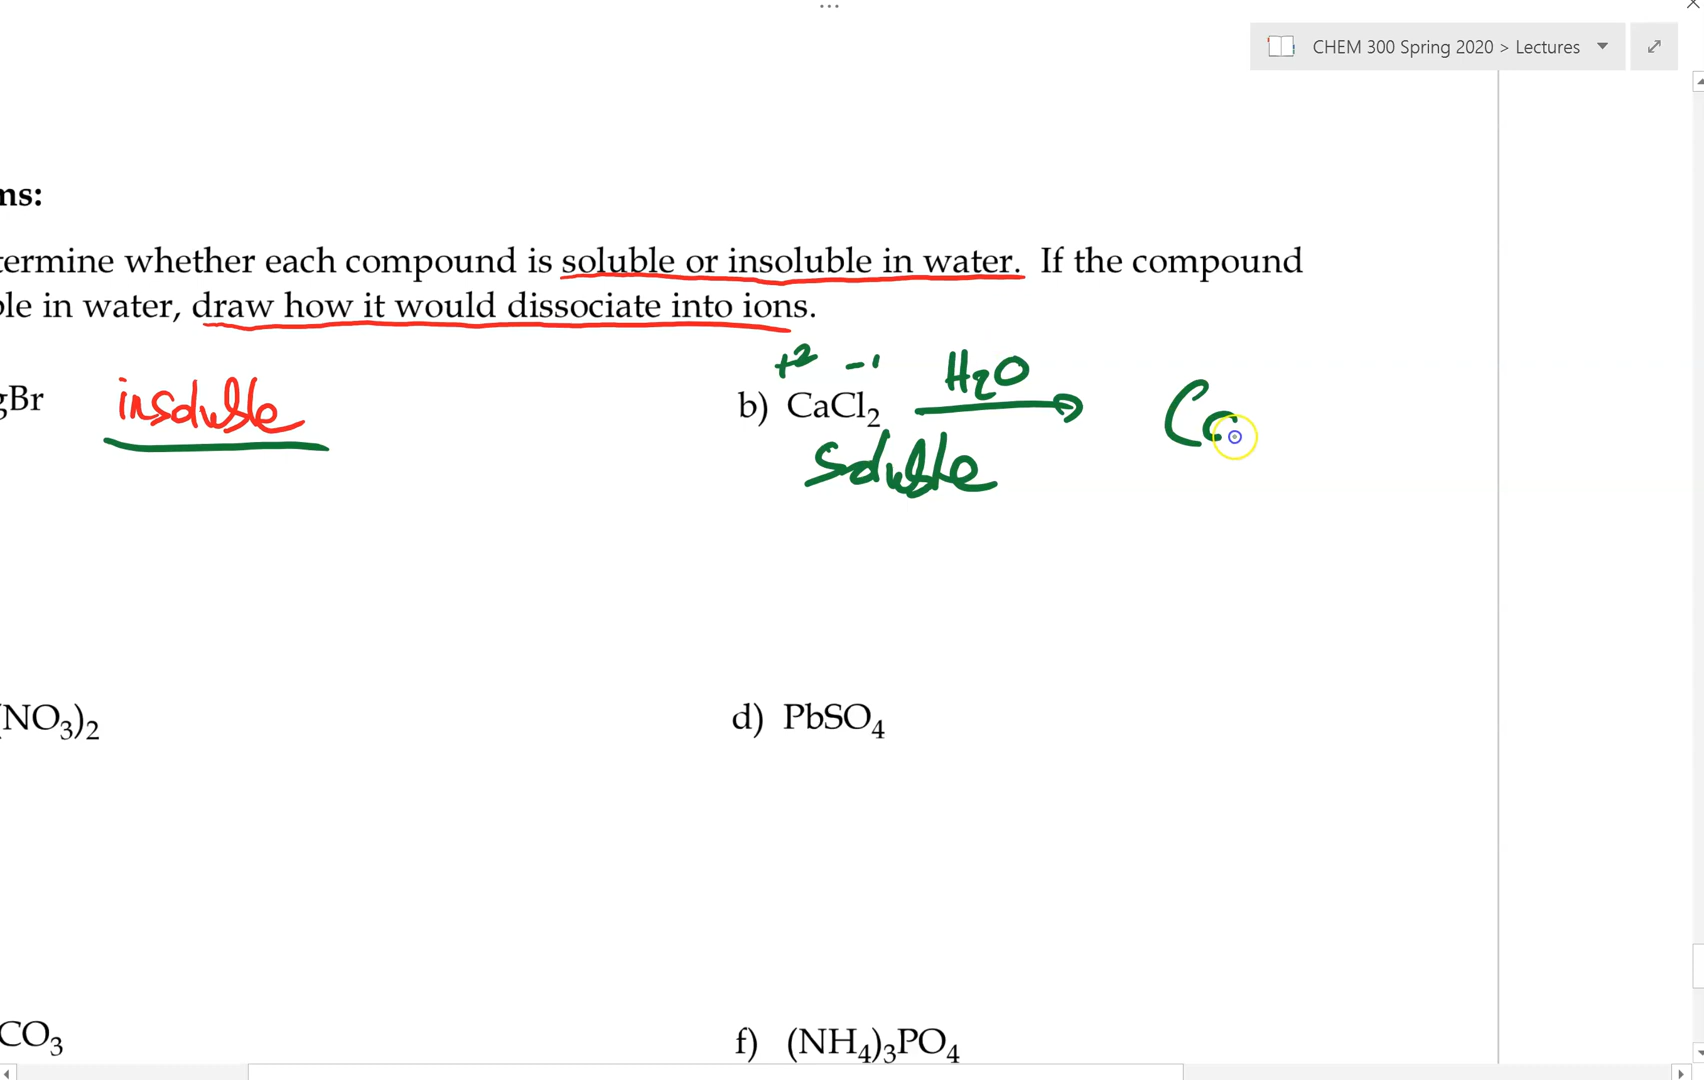 CHEM 300 Spring 2020 > Lectures
ms:
termine whether each compound is soluble or insoluble in water. If the compound
ble in water, draw how it would dissociate into ions.
+2 -1 H₂O
gBr insoluble b) CaCl₂ Ca
soluble
(NO₃)₂ d) PbSO₄
CO₃ f) (NH₄)₃PO₄